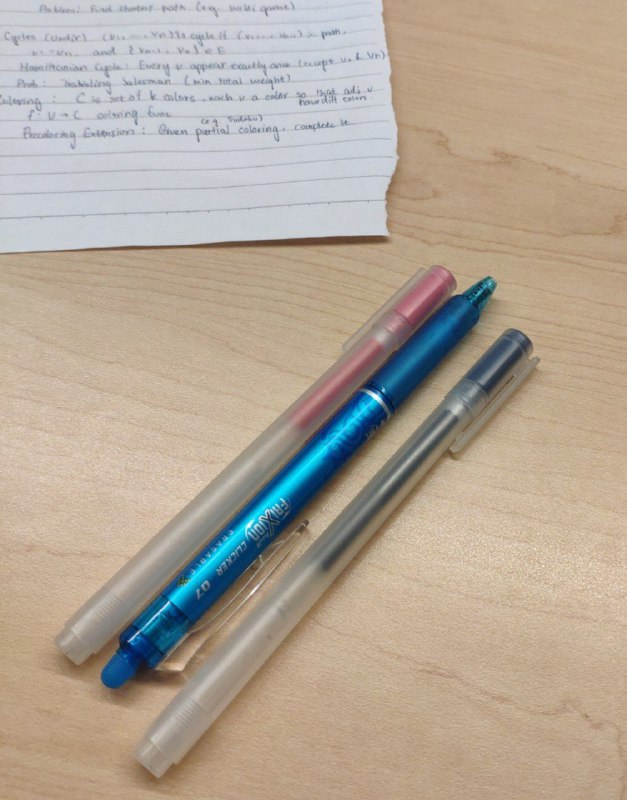 Problem: Find shortest path (e.g. wiki game)
Cycles (undir) (v₁, ..., vₙ) is cycle if (v₁, ..., vₙ₋₁) is path,
and {vₙ₋₁, vₙ} ∈ E
Hamiltonian Cycle: Every v appear exactly once (except v₁ & vₙ)
Prob: Travelling Salesman (min total weight)
Coloring: C is set of k colors, each v a color so that adj v
have diff colors.
f: V → C coloring func
(e.g. Sudoku)
Precoloring Extension: Given partial coloring, complete it
FRIXION CLICKER 07
ERASABLE